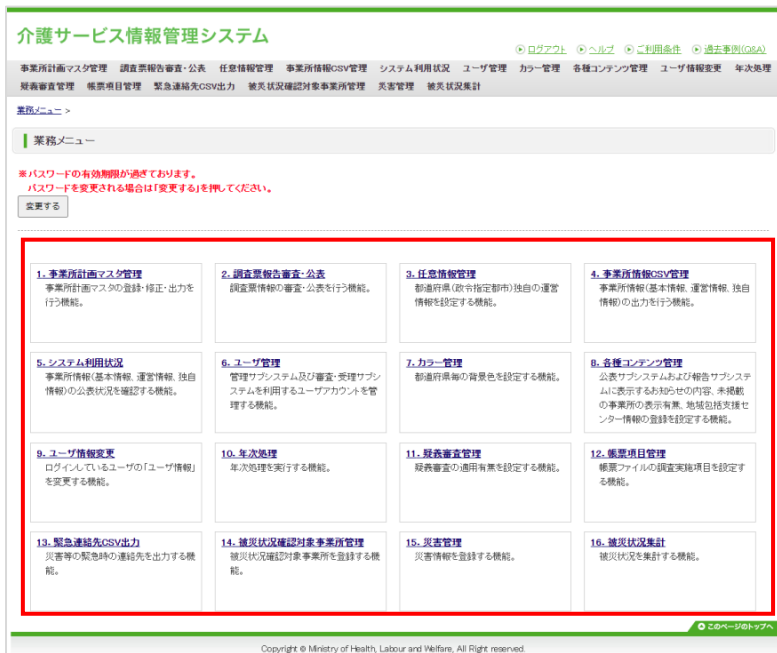 介護サービス情報管理システム
ログアウト ヘルプ ご利用条件 過去事例(Q&A)
事業所計画マスタ管理 調査票報告審査・公表 任意情報管理 事業所情報CSV管理 システム利用状況 ユーザ管理 カラー管理 各種コンテンツ管理 ユーザ情報変更 年次処理
疑義審査管理 帳票項目管理 緊急連絡先CSV出力 被災状況確認対象事業所管理 災害管理 被災状況集計
業務メニュー >
業務メニュー
※パスワードの有効期限が過ぎております。
パスワードを変更される場合は「変更する」を押してください。
変更する
1. 事業所計画マスタ管理
事業所計画マスタの登録・修正・出力を
行う機能。
2. 調査票報告審査・公表
調査票情報の審査・公表を行う機能。
3. 任意情報管理
都道府県(政令指定都市)独自の運営
情報を設定する機能。
4. 事業所情報CSV管理
事業所情報(基本情報、運営情報、独自
情報)の出力を行う機能。
5. システム利用状況
事業所情報(基本情報、運営情報、独自
情報)の公表状況を確認する機能。
6. ユーザ管理
管理サブシステム及び審査・受理サブシ
ステムを利用するユーザアカウントを管
理する機能。
7. カラー管理
都道府県毎の背景色を設定する機能。
8. 各種コンテンツ管理
公表サブシステムおよび報告サブシステ
ムに表示するお知らせの内容、未掲載
の事業所の表示有無、地域包括支援セ
ンター情報の登録を設定する機能。
9. ユーザ情報変更
ログインしているユーザの「ユーザ情報」
を変更する機能。
10. 年次処理
年次処理を実行する機能。
11. 疑義審査管理
疑義審査の適用有無を設定する機能。
12. 帳票項目管理
帳票ファイルの調査実施項目を設定す
る機能。
13. 緊急連絡先CSV出力
災害等の緊急時の連絡先を出力する機
能。
14. 被災状況確認対象事業所管理
被災状況確認対象事業所を登録する機
能。
15. 災害管理
災害情報を登録する機能。
16. 被災状況集計
被災状況を集計する機能。
このページのトップへ
Copyright © Ministry of Health, Labour and Welfare, All Right reserved.